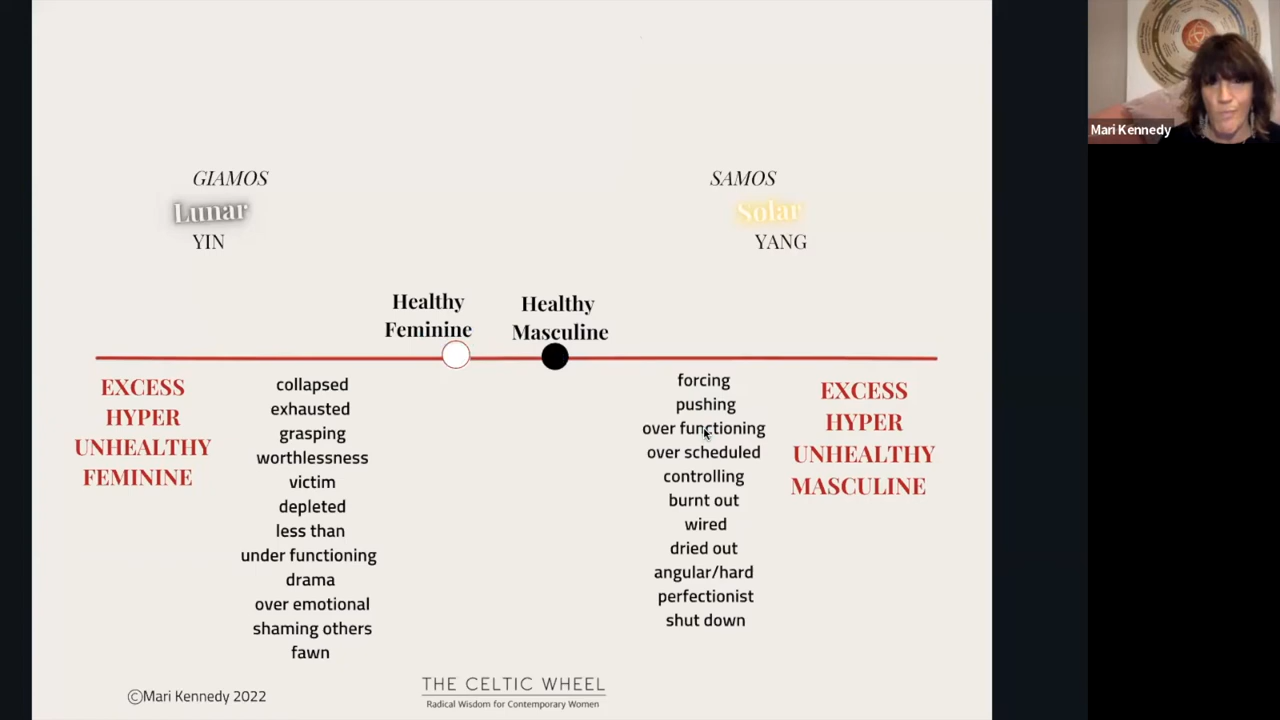 GIAMOS
Lunar
YIN
SAMOS
Solar
YANG
Healthy
Feminine
Healthy
Masculine
EXCESS
HYPER
UNHEALTHY
FEMININE
collapsed
exhausted
grasping
worthlessness
victim
depleted
less than
under functioning
drama
over emotional
shaming others
fawn
forcing
pushing
over functioning
over scheduled
controlling
burnt out
wired
dried out
angular/hard
perfectionist
shut down
EXCESS
HYPER
UNHEALTHY
MASCULINE
©Mari Kennedy 2022
THE CELTIC WHEEL
Radical Wisdom for Contemporary Women
Mari Kennedy